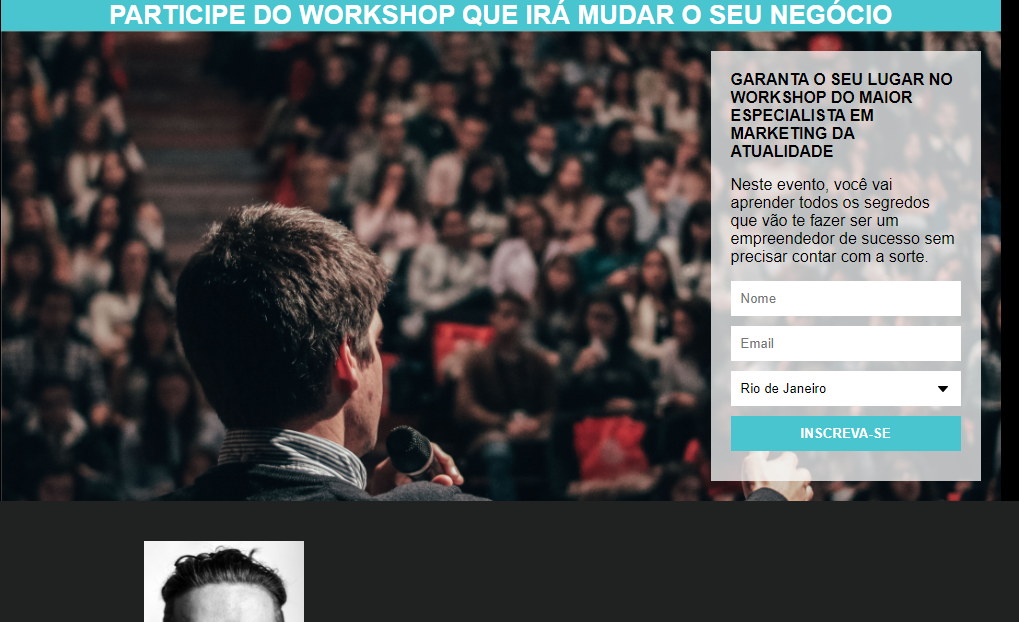 PARTICIPE DO WORKSHOP QUE IRÁ MUDAR O SEU NEGÓCIO
GARANTA O SEU LUGAR NO
WORKSHOP DO MAIOR
ESPECIALISTA EM
MARKETING DA
ATUALIDADE
Neste evento, você vai
aprender todos os segredos
que vão te fazer ser um
empreendedor de sucesso sem
precisar contar com a sorte.
Nome
Email
Rio de Janeiro
INSCREVA-SE